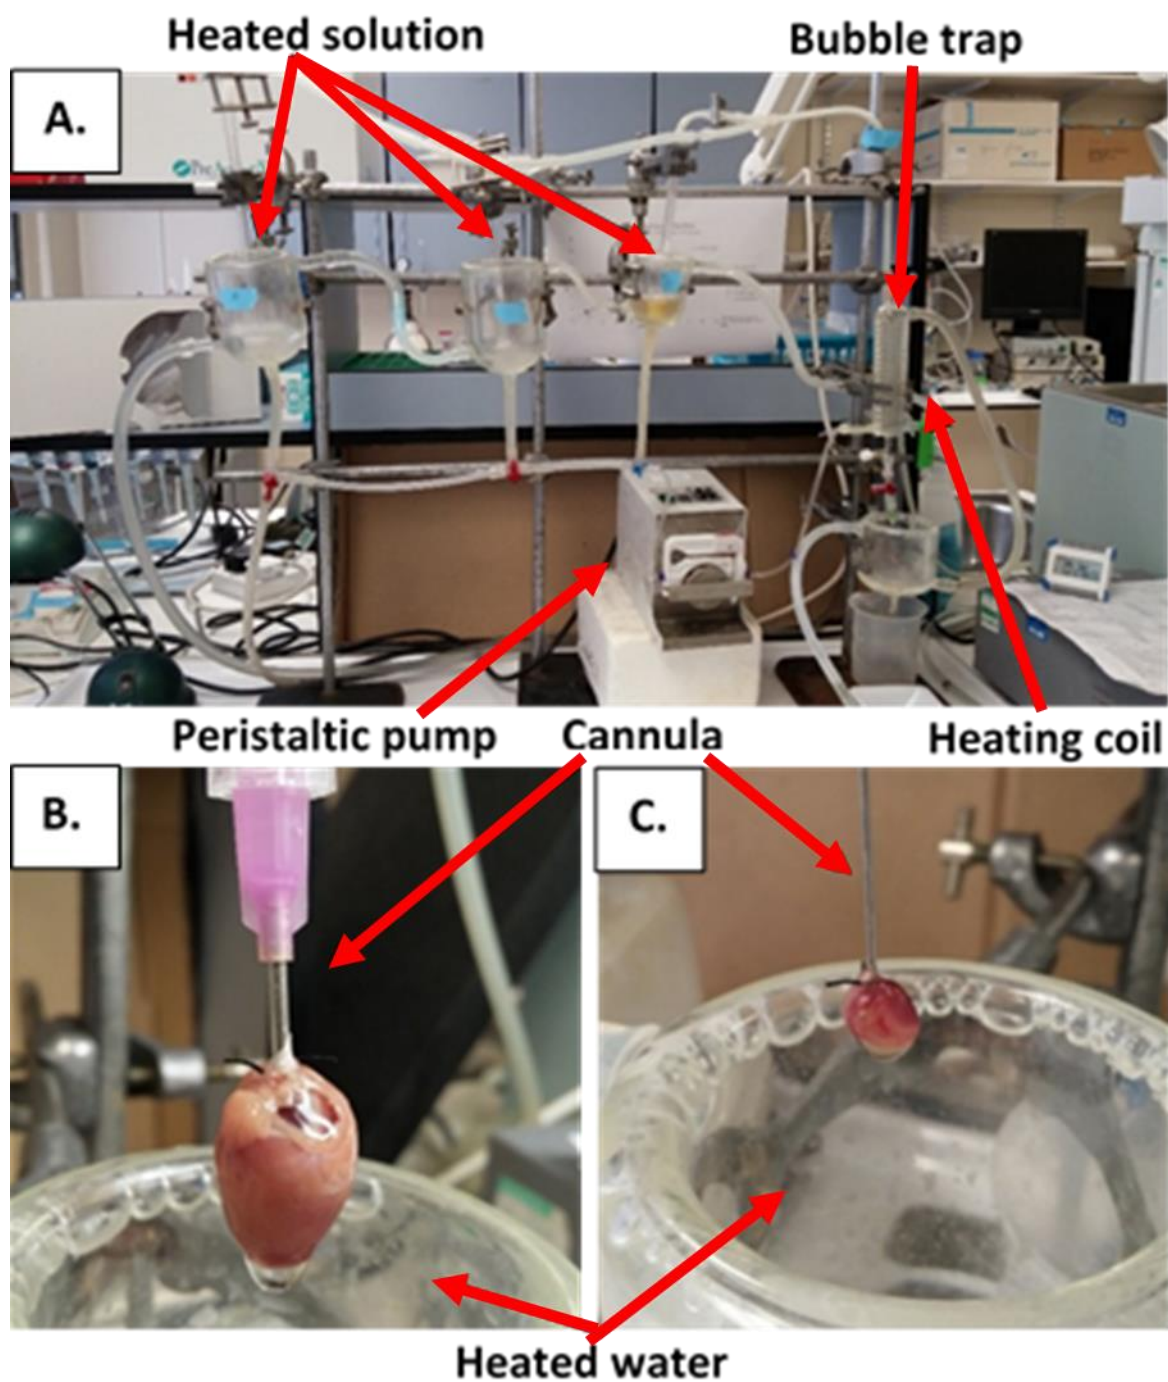 Heated solution
Bubble trap
A.
Peristaltic pump
Cannula
Heating coil
B.
C.
Heated water